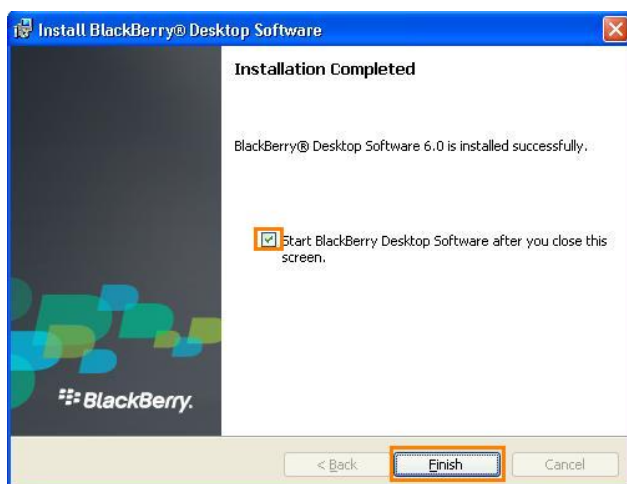 Install BlackBerry® Desktop Software
Installation Completed
BlackBerry® Desktop Software 6.0 is installed successfully.
Start BlackBerry Desktop Software after you close this
screen.
BlackBerry.
< Back
Finish
Cancel